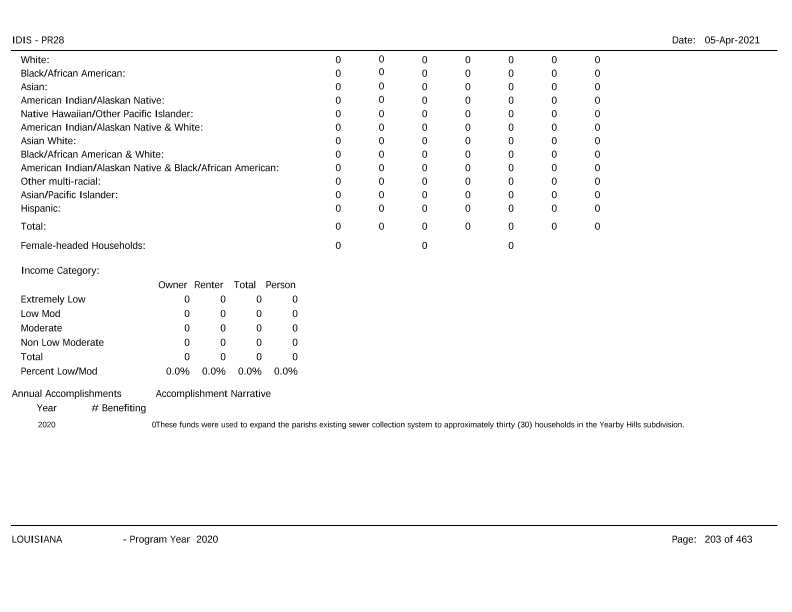 IDIS - PR28 Date: 05-Apr-2021
White: 0 0 0 0 0 0 0
Black/African American: 0 0 0 0 0 0 0
Asian: 0 0 0 0 0 0 0
American Indian/Alaskan Native: 0 0 0 0 0 0 0
Native Hawaiian/Other Pacific Islander: 0 0 0 0 0 0 0
American Indian/Alaskan Native & White: 0 0 0 0 0 0 0
Asian White: 0 0 0 0 0 0 0
Black/African American & White: 0 0 0 0 0 0 0
American Indian/Alaskan Native & Black/African American: 0 0 0 0 0 0 0
Other multi-racial: 0 0 0 0 0 0 0
Asian/Pacific Islander: 0 0 0 0 0 0 0
Hispanic: 0 0 0 0 0 0 0
Total: 0 0 0 0 0 0 0
Female-headed Households: 0 0 0
Income Category:
Owner Renter Total Person
Extremely Low 0 0 0 0
Low Mod 0 0 0 0
Moderate 0 0 0 0
Non Low Moderate 0 0 0 0
Total 0 0 0 0
Percent Low/Mod 0.0% 0.0% 0.0% 0.0%
Annual Accomplishments Accomplishment Narrative
Year # Benefiting
2020 0These funds were used to expand the parishs existing sewer collection system to approximately thirty (30) households in the Yearby Hills subdivision.
LOUISIANA - Program Year 2020 Page: 203 of 463